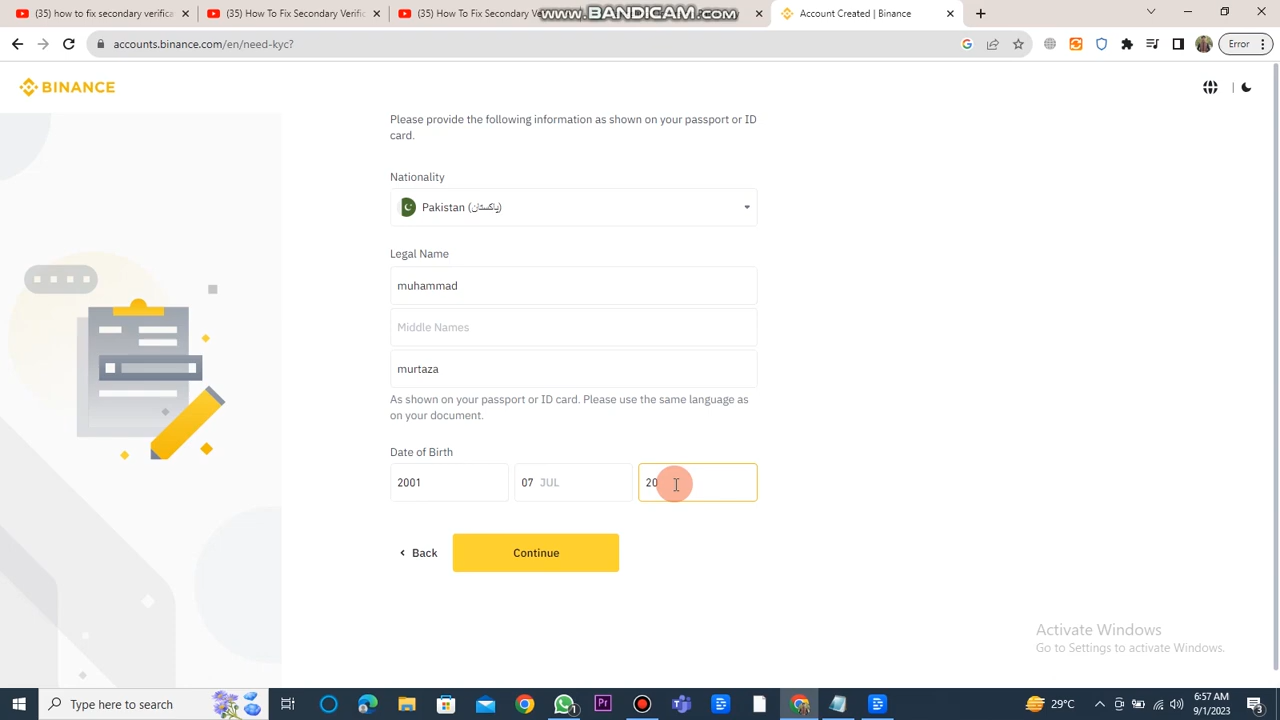 (35) how to fix secondary verifica
(35) How To Fix Secondary Verific
(35) How To Fix Secondary V
www.BANDICAM.com
Account Created | Binance
accounts.binance.com/en/need-kyc?
Error
BINANCE
Please provide the following information as shown on your passport or ID
card.
Nationality
Pakistan (پاکستان)
Legal Name
muhammad
Middle Names
murtaza
As shown on your passport or ID card. Please use the same language as
on your document.
Date of Birth
2001
07 JUL
20
Back
Continue
Activate Windows
Go to Settings to activate Windows.
Type here to search
29°C
6:57 AM
9/1/2023